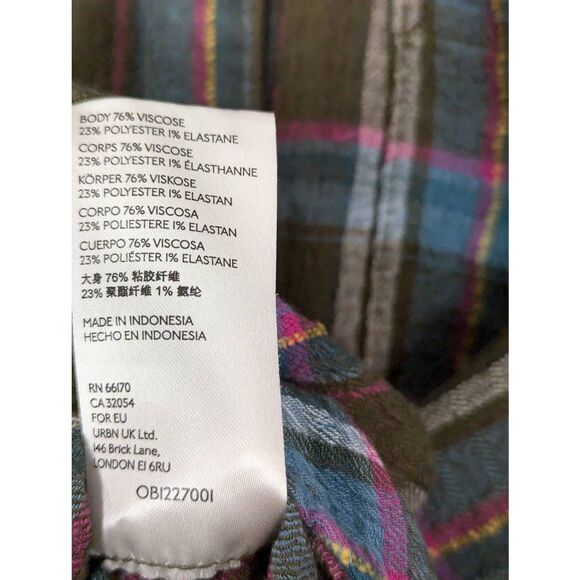 BODY 76% VISCOSE
23% POLYESTER 1% ELASTANE
CORPS 76% VISCOSE
23% POLYESTER 1% ÉLASTHANNE
KÖRPER 76% VISKOSE
23% POLYESTER 1% ELASTAN
CORPO 76% VISCOSA
23% POLIESTERE 1% ELASTAN
CUERPO 76% VISCOSA
23% POLIÉSTER 1% ELASTAN
大身 76% 粘胶纤维
23% 聚酯纤维 1% 氨纶
MADE IN INDONESIA
HECHO EN INDONESIA
RN 66170
CA 32054
FOR EU
URBN UK Ltd.
146 Brick Lane,
LONDON E1 6RU
OB1227001